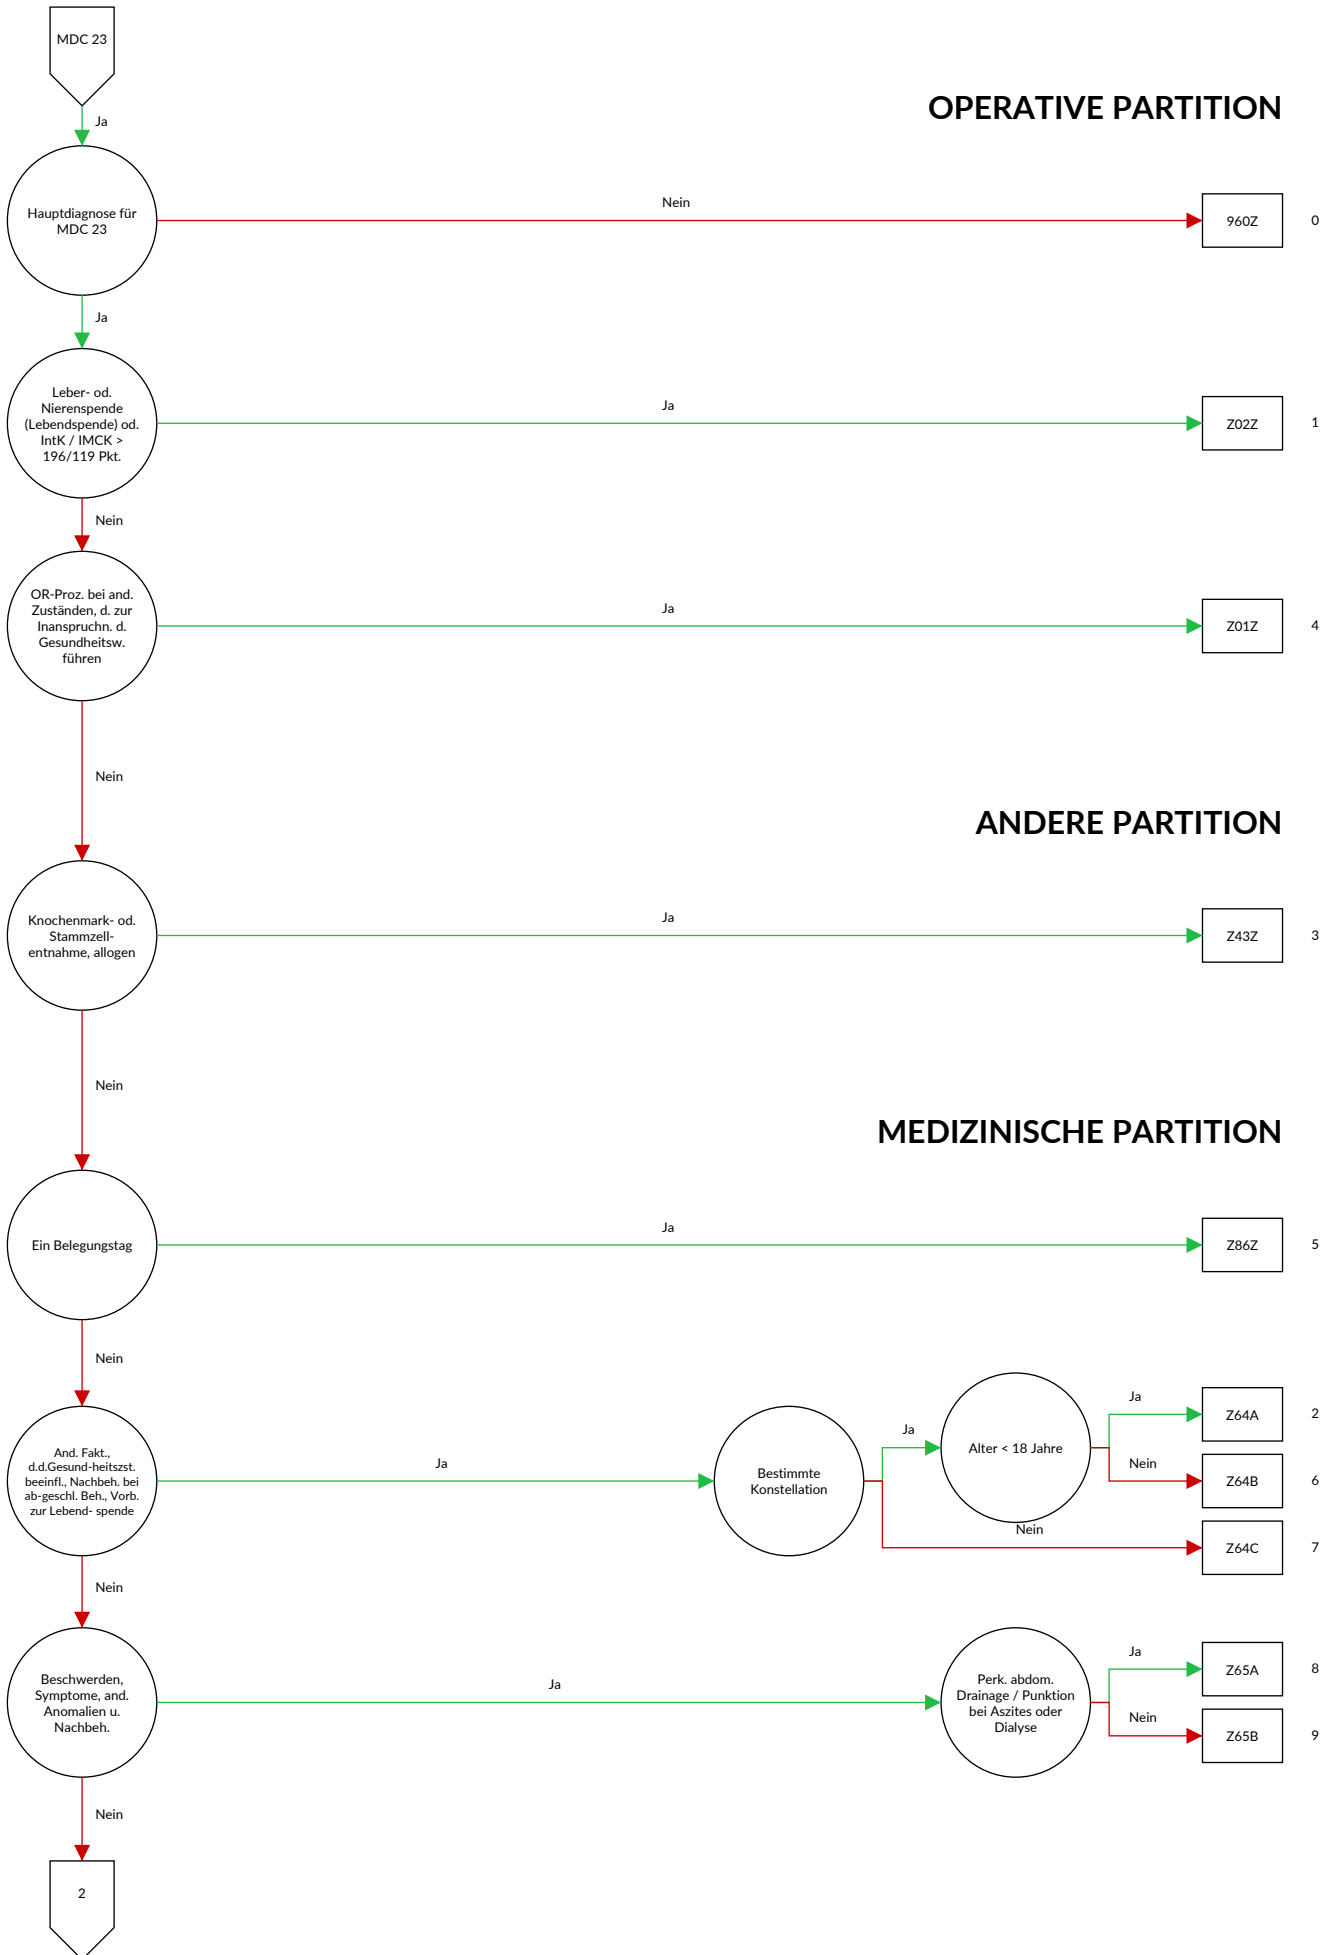 MDC 23
OPERATIVE PARTITION
Ja
Hauptdiagnose für
MDC 23
Nein
960Z
0
Ja
Leber- od.
Nierenspende
(Lebendspende) od.
IntK / IMCK >
196/119 Pkt.
Ja
Z02Z
1
Nein
OR-Proz. bei and.
Zuständen, d. zur
Inanspruchn. d.
Gesundheitsw.
führen
Ja
Z01Z
4
Nein
ANDERE PARTITION
Knochenmark- od.
Stammzell-
entnahme, allogen
Ja
Z43Z
3
Nein
MEDIZINISCHE PARTITION
Ein Belegungstag
Ja
Z86Z
5
Nein
And. Fakt.,
d.d.Gesund-heitszst.
beeinfl., Nachbeh. bei
ab-geschl. Beh., Vorb.
zur Lebend- spende
Ja
Bestimmte
Konstellation
Ja
Alter < 18 Jahre
Ja
Z64A
2
Nein
Z64B
6
Nein
Z64C
7
Nein
Beschwerden,
Symptome, and.
Anomalien u.
Nachbeh.
Ja
Perk. abdom.
Drainage / Punktion
bei Aszites oder
Dialyse
Ja
Z65A
8
Nein
Z65B
9
Nein
2